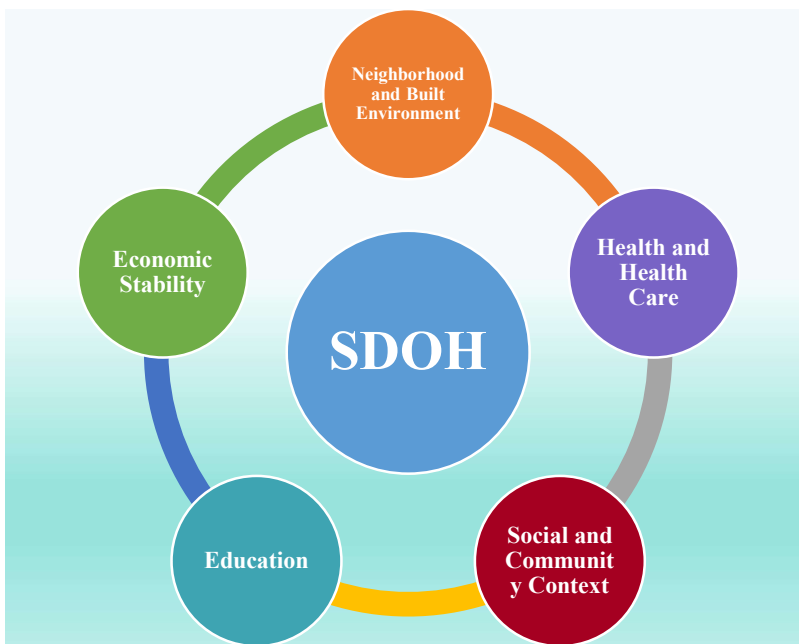 Neighborhood
and Built
Environment
Health and
Health
Care
Social and
Communit
y Context
Education
Economic
Stability
SDOH